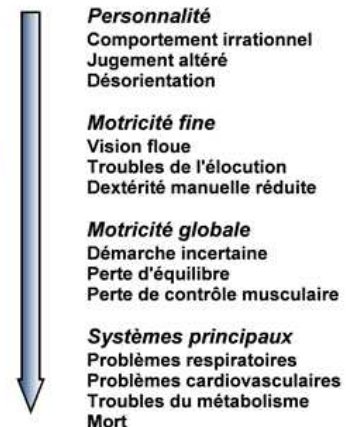 Personnalité
Comportement irrationnel
Jugement altéré
Désorientation
Motricité fine
Vision floue
Troubles de l'élocution
Dextérité manuelle réduite
Motricité globale
Démarche incertaine
Perte d'équilibre
Perte de contrôle musculaire
Systèmes principaux
Problèmes respiratoires
Problèmes cardiovasculaires
Troubles du métabolisme
Mort